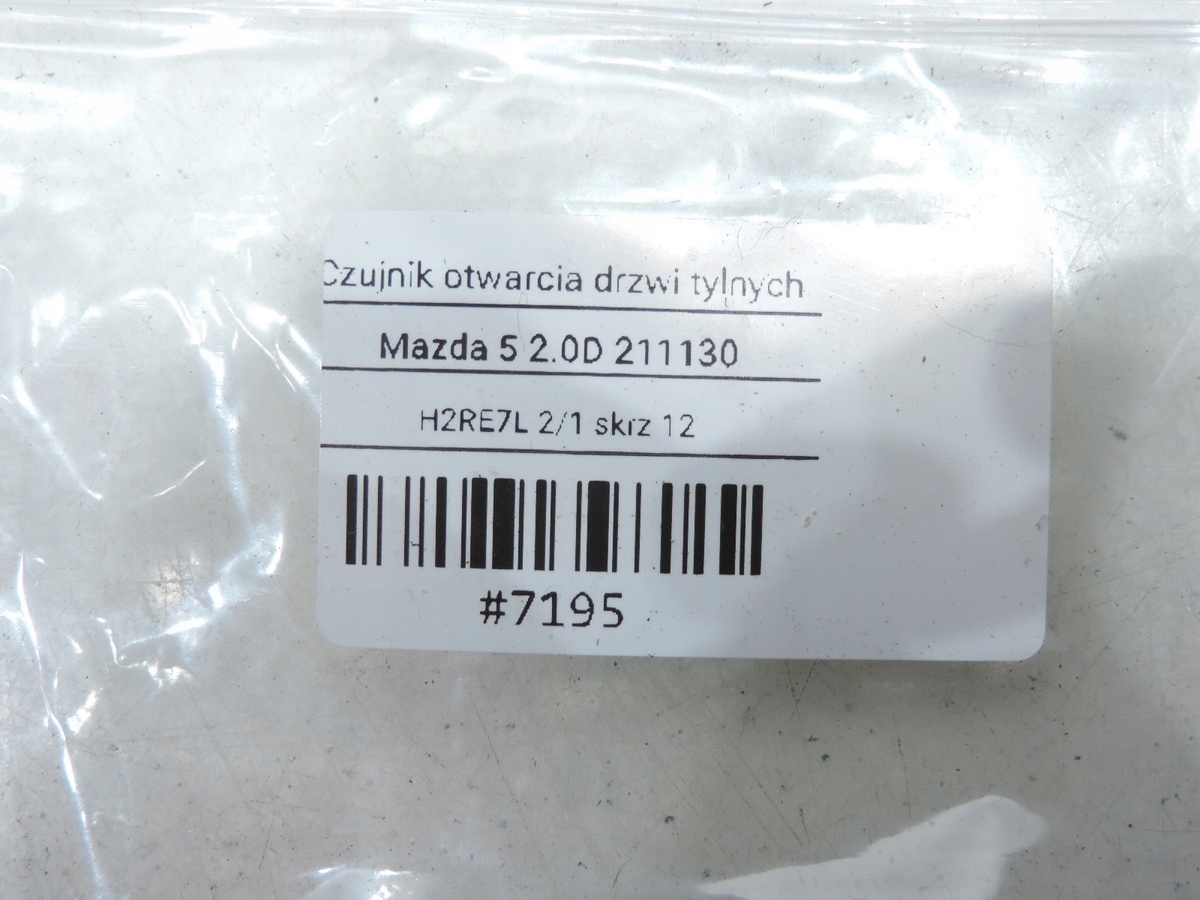 Czujnik otwarcia drzwi tylnych
Mazda 5 2.0D 211130
H2RE7L 2/1 skrz 12
#7195